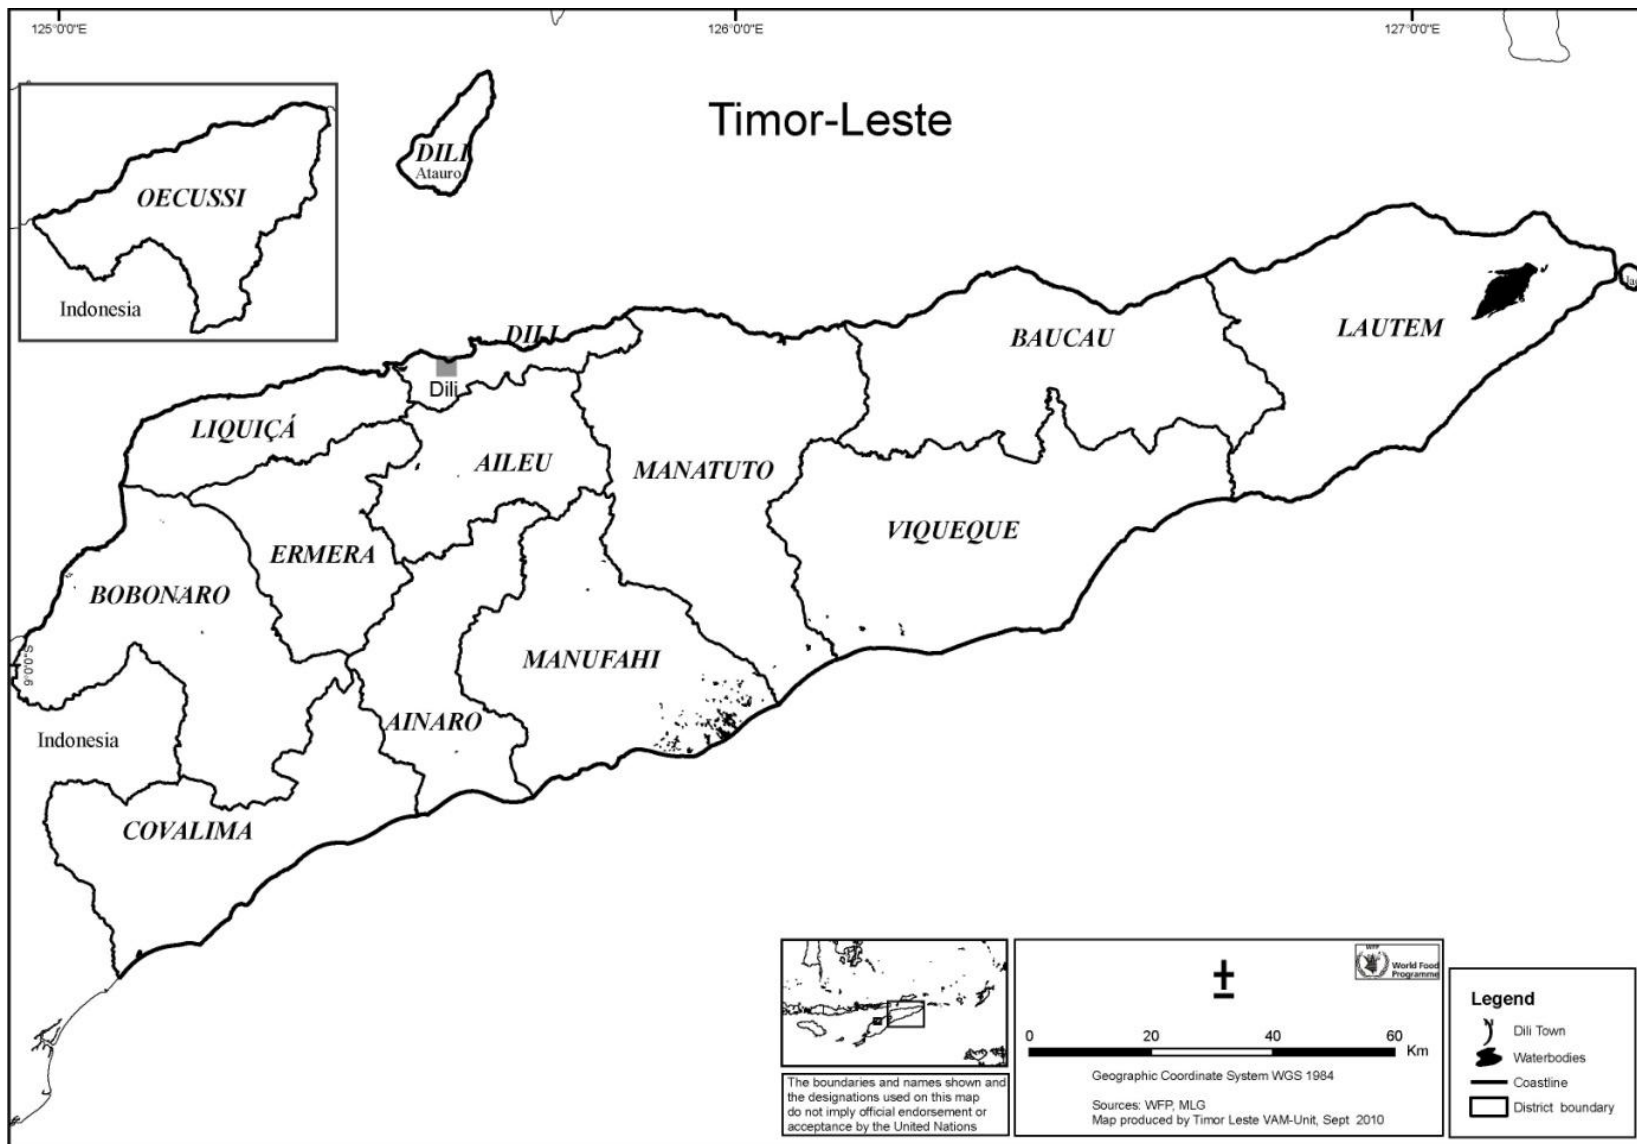 125°0'0"E
126°0'0"E
127°0'0"E
Timor-Leste
DILI
Atauro
OECUSSI
Indonesia
DILI
Dili
BAUCAU
LAUTEM
LIQUIÇÁ
AILEU
MANATUTO
VIQUEQUE
ERMERA
BOBONARO
9°0'0"S
MANUFAHI
AINARO
Indonesia
COVALIMA
WFP
World Food
Programme
0 20 40 60 Km
Geographic Coordinate System WGS 1984
Sources: WFP, MLG
Map produced by Timor Leste VAM-Unit, Sept 2010
The boundaries and names shown and
the designations used on this map
do not imply official endorsement or
acceptance by the United Nations
Legend
Dili Town
Waterbodies
Coastline
District boundary